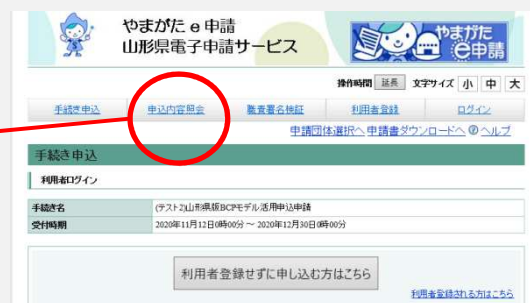 やまがた e 申請
山形県電子申請サービス
やまがた
e申請
操作時間 延長 文字サイズ 小 中 大
手続き申込 申込内容照会 職責署名検証 利用者登録 ログイン
申請団体選択へ 申請書ダウンロードへ ヘルプ
手続き申込
利用者ログイン
手続き名 (テスト2)山形県版BCPモデル活用申込申請
受付時期 2020年11月12日0時00分 ～ 2020年12月30日0時00分
利用者登録せずに申し込む方はこちら
利用者登録される方はこちら